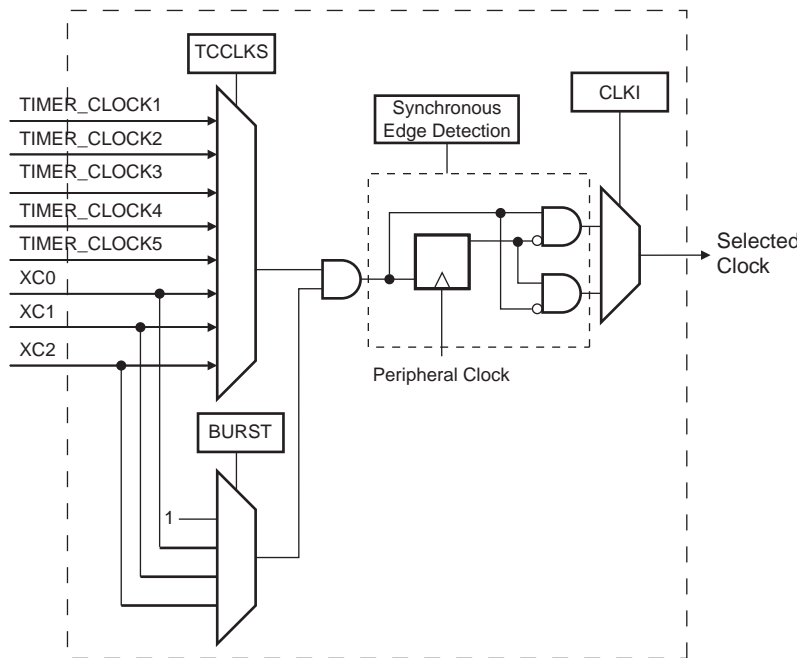 TCCLKS
TIMER_CLOCK1
CLKI
Synchronous
Edge Detection
TIMER_CLOCK2
TIMER_CLOCK3
TIMER_CLOCK4
TIMER_CLOCK5
Selected
Clock
XC0
XC1
XC2
Peripheral Clock
BURST
1